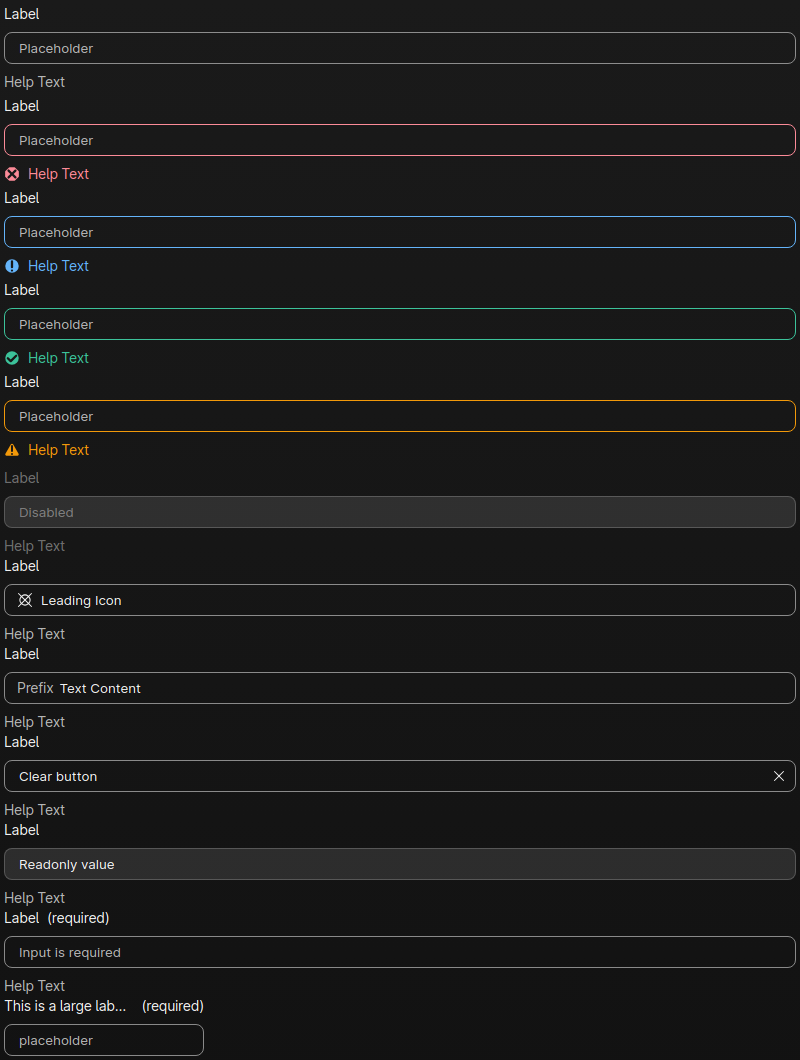 Label
Placeholder
Help Text
Label
Placeholder
Help Text
Label
Placeholder
Help Text
Label
Placeholder
Help Text
Label
Placeholder
Help Text
Label
Disabled
Help Text
Label
Leading Icon
Help Text
Label
Prefix Text Content
Help Text
Label
Clear button
Help Text
Label
Readonly value
Help Text
Label (required)
Input is required
Help Text
This is a large lab... (required)
placeholder